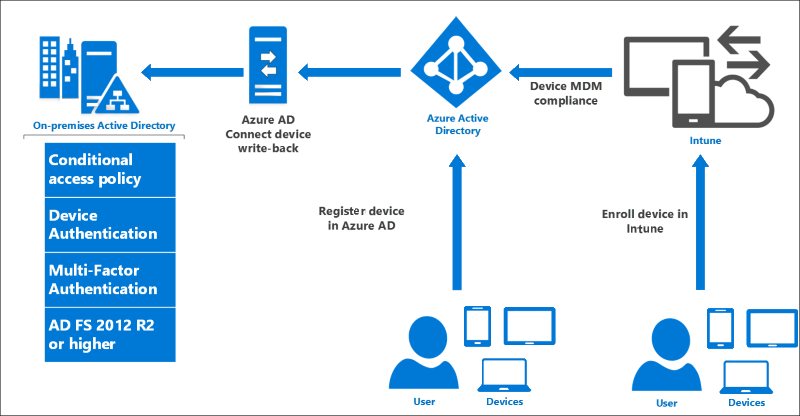 On-premises Active Directory
Conditional
access policy
Device
Authentication
Multi-Factor
Authentication
AD FS 2012 R2
or higher
Azure AD
Connect device
write-back
Azure Active
Directory
Device MDM
compliance
Intune
Register device
in Azure AD
Enroll device in
Intune
User
Devices
User
Devices